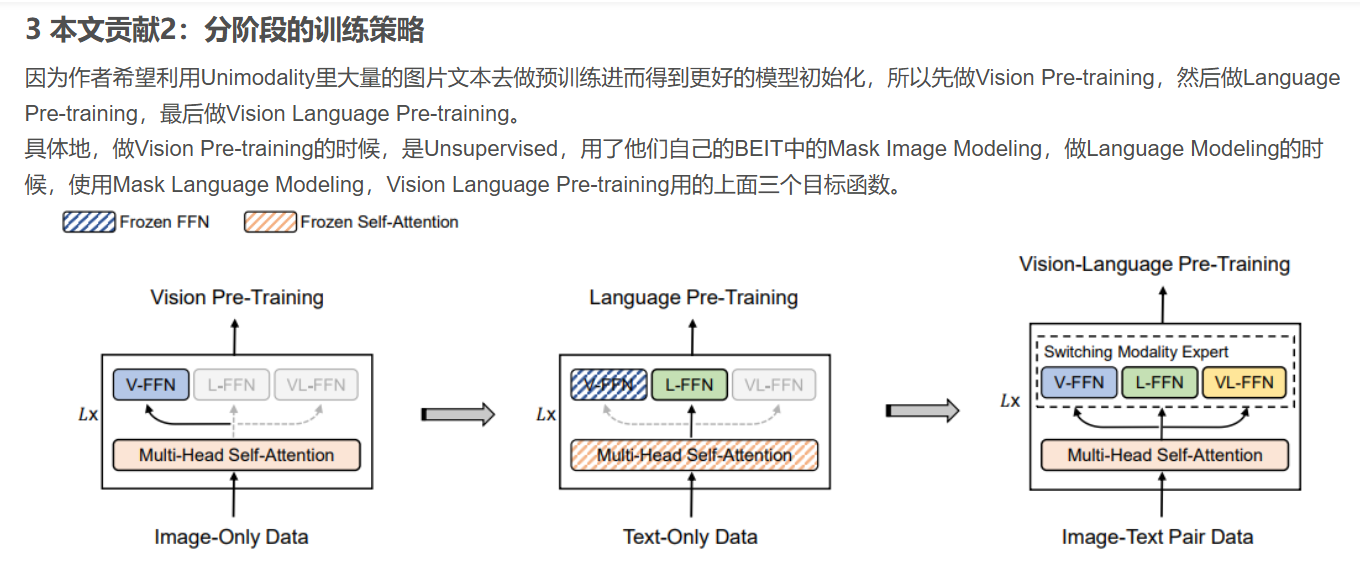 3 本文贡献2：分阶段的训练策略
因为作者希望利用Unimodality里大量的图片文本去做预训练进而得到更好的模型初始化，所以先做Vision Pre-training，然后做Language
Pre-training，最后做Vision Language Pre-training。
具体地，做Vision Pre-training的时候，是Unsupervised，用了他们自己的BEIT中的Mask Image Modeling，做Language Modeling的时
候，使用Mask Language Modeling，Vision Language Pre-training用的上面三个目标函数。
Frozen FFN Frozen Self-Attention
Vision Pre-Training
V-FFN L-FFN VL-FFN
Lx
Multi-Head Self-Attention
Image-Only Data
Language Pre-Training
V-FFN L-FFN VL-FFN
Lx
Multi-Head Self-Attention
Text-Only Data
Vision-Language Pre-Training
Switching Modality Expert
V-FFN L-FFN VL-FFN
Lx
Multi-Head Self-Attention
Image-Text Pair Data